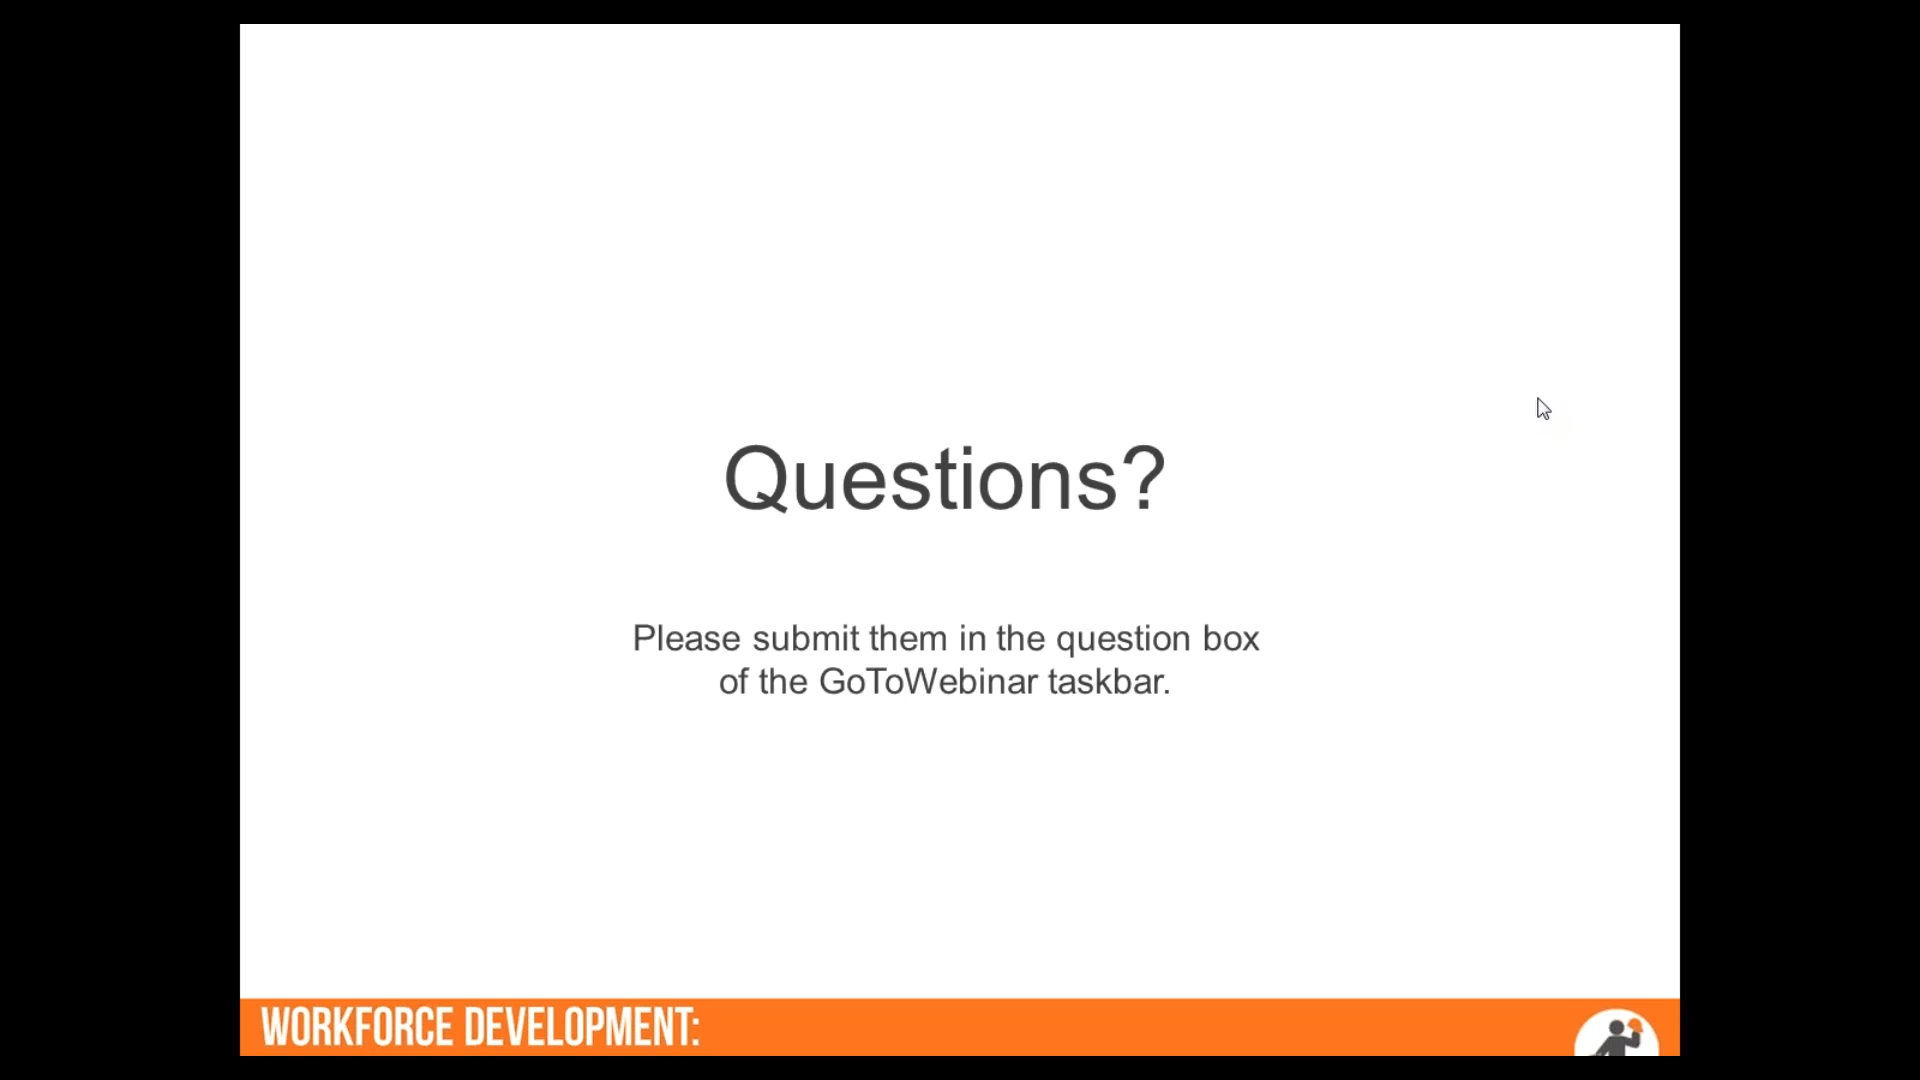 Questions?
Please submit them in the question box
of the GoToWebinar taskbar.
WORKFORCE DEVELOPMENT: